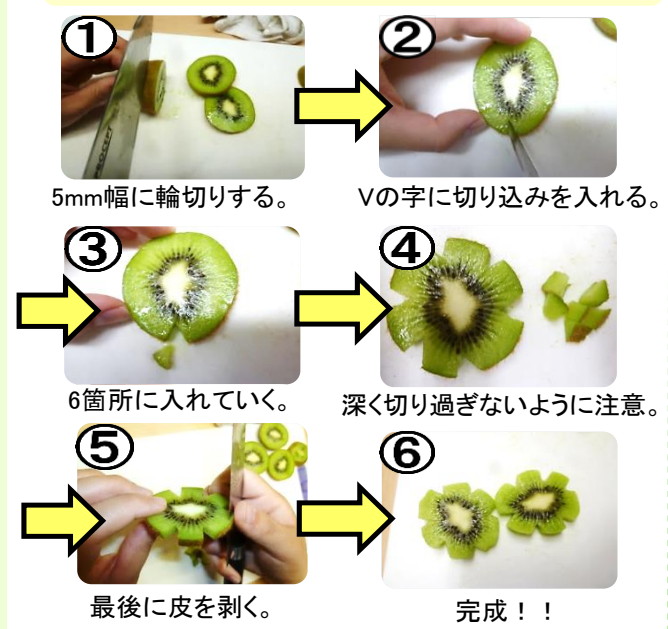 ①
5mm幅に輪切りする。
②
Vの字に切り込みを入れる。
③
6箇所に入れていく。
④
深く切り過ぎないように注意。
⑤
最後に皮を剥く。
⑥
完成！！